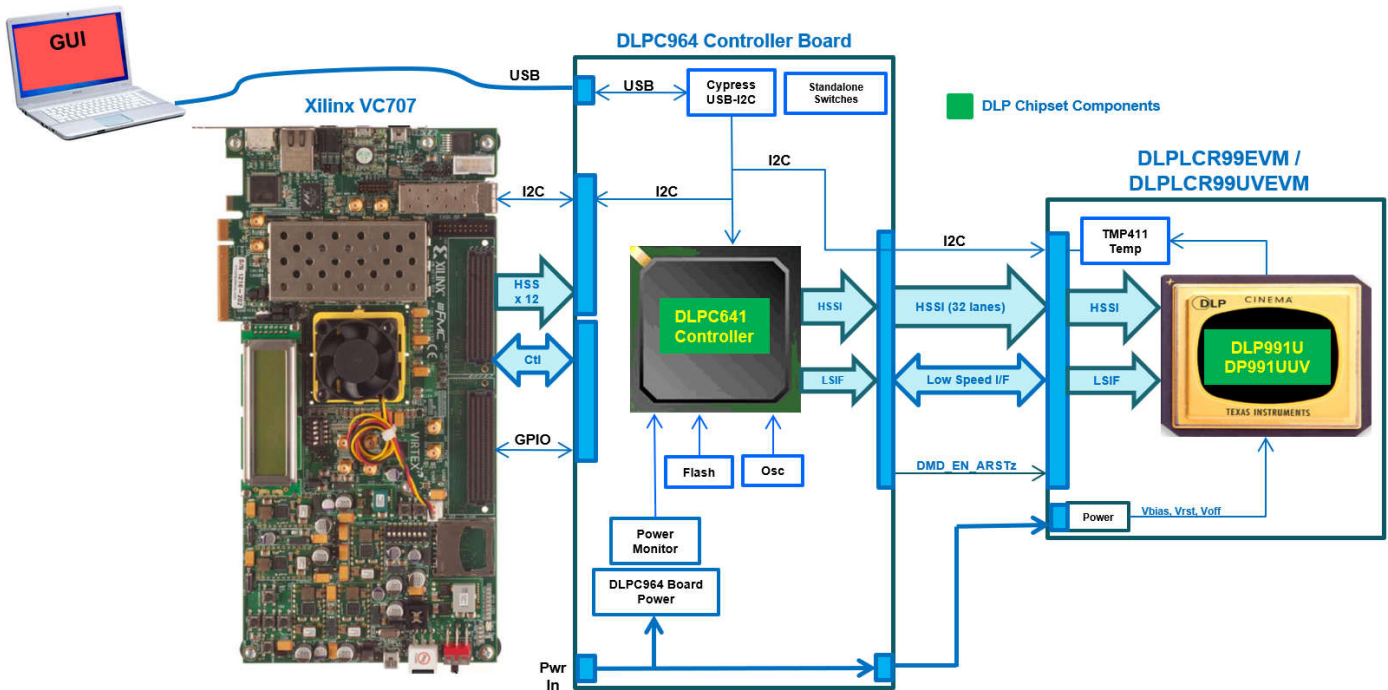 GUI
DLPC964 Controller Board
USB
USB
Cypress
USB-I2C
Standalone
Switches
Xilinx VC707
DLP Chipset Components
DLPLCR99EVM /
DLPLCR99UVEVM
I2C
I2C
I2C
I2C
TMP411
Temp
XILINX
FMC
HSS
x 12
DLPC641
Controller
HSSI
HSSI (32 lanes)
HSSI
DLP CINEMA
DLP991U
DP991UUV
TEXAS INSTRUMENTS
Ctl
LSIF
Low Speed I/F
LSIF
VIRTEX
GPIO
Flash
Osc
DMD_EN_ARSTz
Power
Vbias, Vrst, Voff
Power
Monitor
DLPC964 Board
Power
Pwr
In